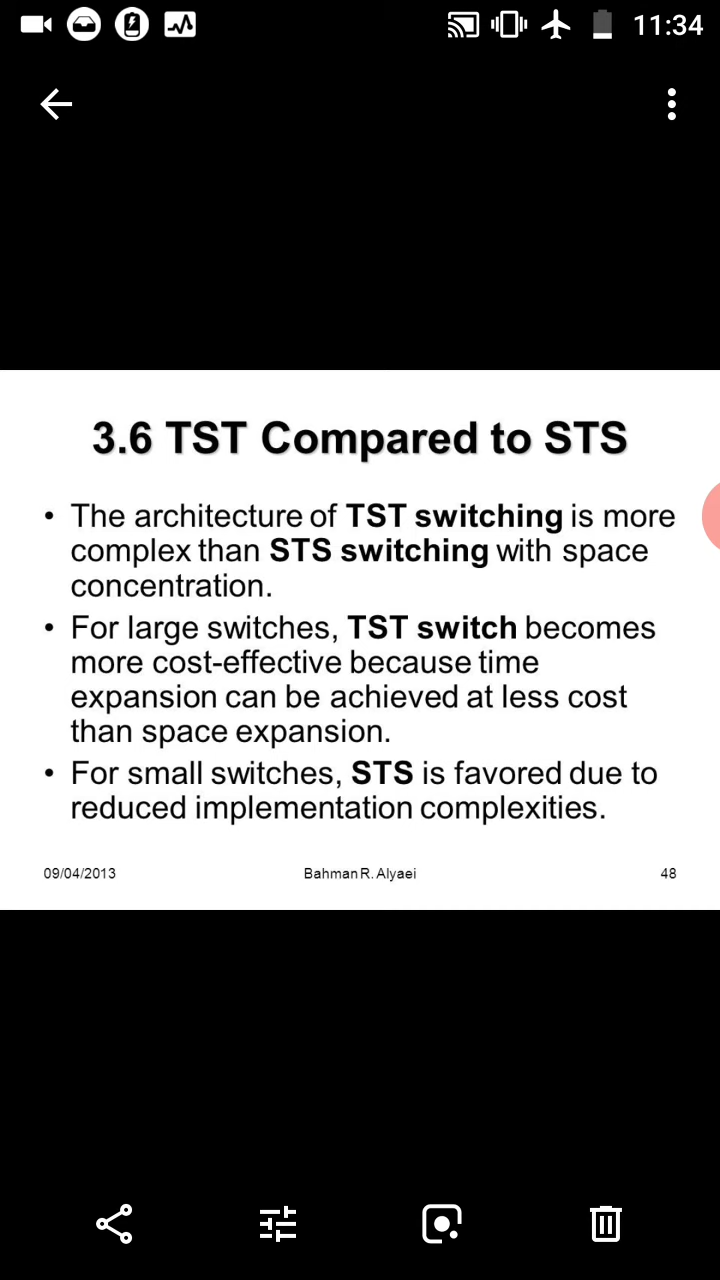 11:34
3.6 TST Compared to STS
• The architecture of TST switching is more
complex than STS switching with space
concentration.
• For large switches, TST switch becomes
more cost-effective because time
expansion can be achieved at less cost
than space expansion.
• For small switches, STS is favored due to
reduced implementation complexities.
09/04/2013 Bahman R. Alyaei 48